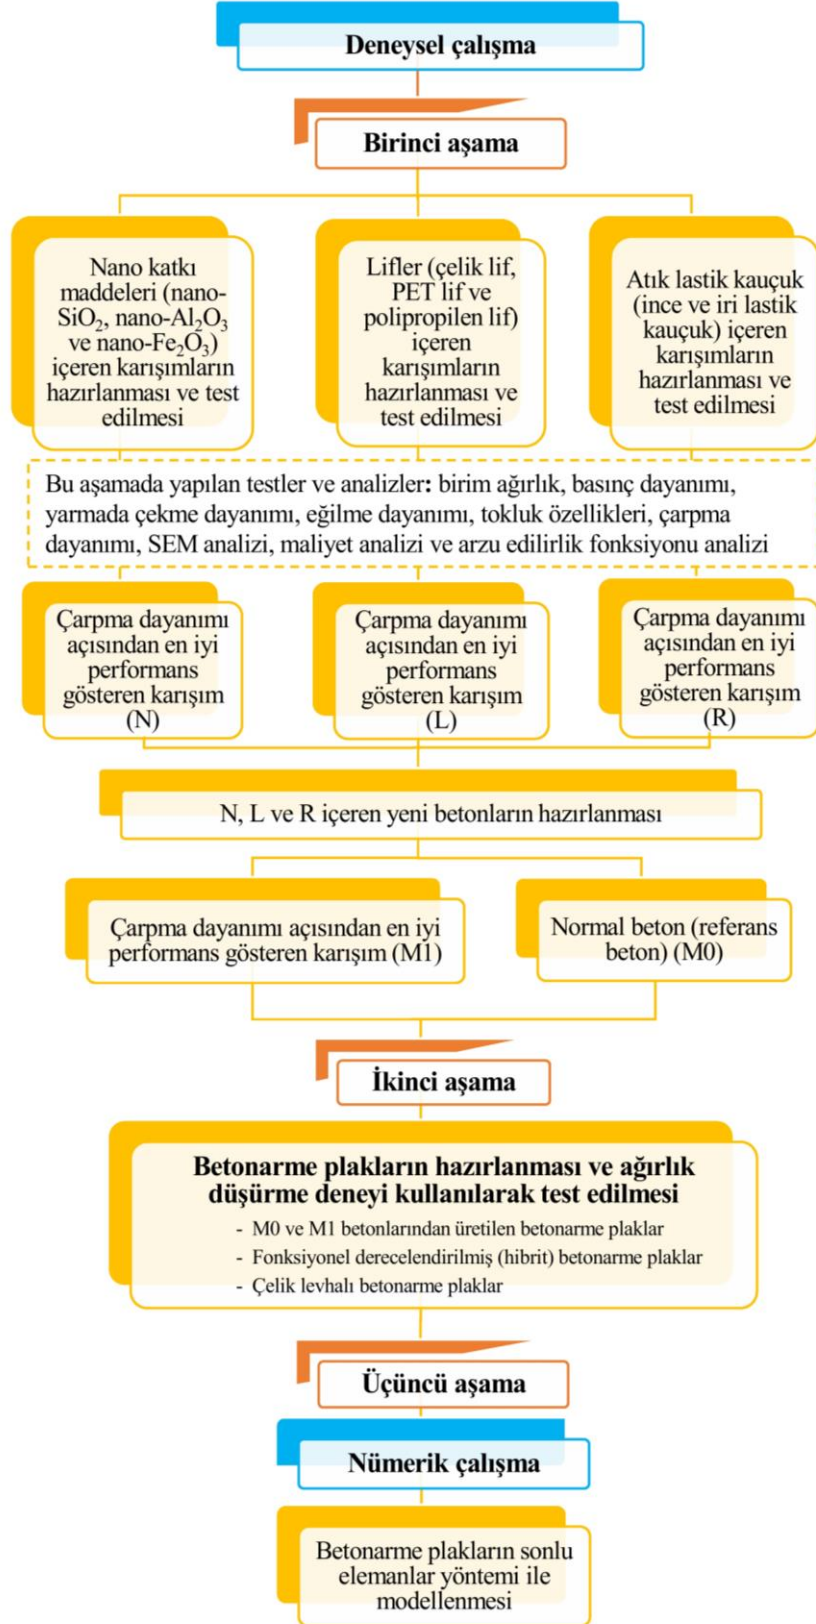 Deneysel çalışma
Birinci aşama
Nano katkı
maddeleri (nano-
SiO₂, nano-Al₂O₃
ve nano-Fe₂O₃)
içeren karışımların
hazırlanması ve test
edilmesi
Lifler (çelik lif,
PET lif ve
polipropilen lif)
içeren
karışımların
hazırlanması ve
test edilmesi
Atık lastik kauçuk
(ince ve iri lastik
kauçuk) içeren
karışımların
hazırlanması ve
test edilmesi
Bu aşamada yapılan testler ve analizler: birim ağırlık, basınç dayanımı,
yarmada çekme dayanımı, eğilme dayanımı, tokluk özellikleri, çarpma
dayanımı, SEM analizi, maliyet analizi ve arzu edilirlik fonksiyonu analizi
Çarpma dayanımı
açısından en iyi
performans
gösteren karışım
(N)
Çarpma dayanımı
açısından en iyi
performans
gösteren karışım
(L)
Çarpma dayanımı
açısından en iyi
performans
gösteren karışım
(R)
N, L ve R içeren yeni betonların hazırlanması
Çarpma dayanımı açısından en iyi
performans gösteren karışım (M1)
Normal beton (referans
beton) (M0)
İkinci aşama
Betonarme plakların hazırlanması ve ağırlık
düşürme deneyi kullanılarak test edilmesi
- M0 ve M1 betonlarından üretilen betonarme plaklar
- Fonksiyonel derecelendirilmiş (hibrit) betonarme plaklar
- Çelik levhalı betonarme plaklar
Üçüncü aşama
Nümerik çalışma
Betonarme plakların sonlu
elemanlar yöntemi ile
modellenmesi